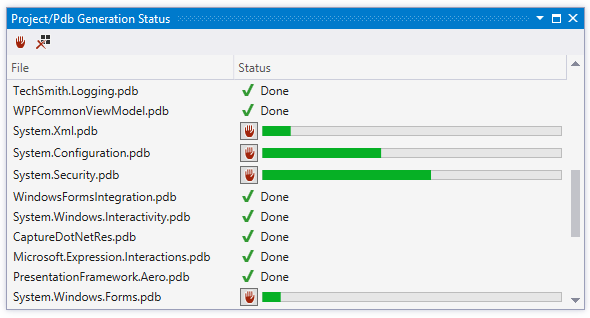 Project/Pdb Generation Status
File Status
TechSmith.Logging.pdb Done
WPFCommonViewModel.pdb Done
System.Xml.pdb
System.Configuration.pdb
System.Security.pdb
WindowsFormsIntegration.pdb Done
System.Windows.Interactivity.pdb Done
CaptureDotNetRes.pdb Done
Microsoft.Expression.Interactions.pdb Done
PresentationFramework.Aero.pdb Done
System.Windows.Forms.pdb